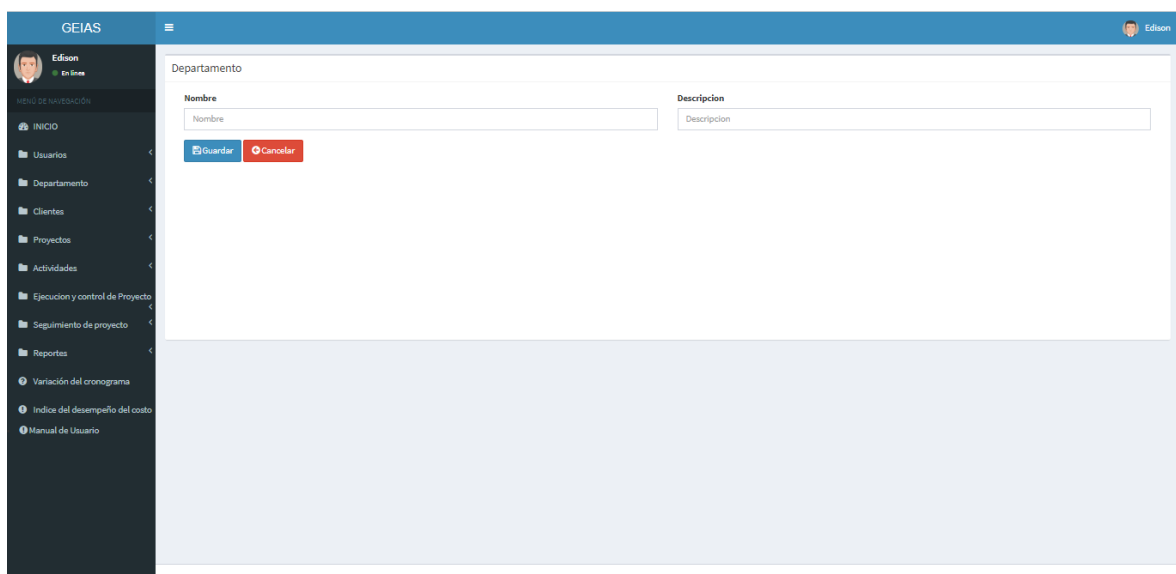 GEIAS
Edison
Edison
En línea
MENÚ DE NAVEGACIÓN
INICIO
Usuarios
Departamento
Clientes
Proyectos
Actividades
Ejecucion y control de Proyecto
Seguimiento de proyecto
Reportes
Variación del cronograma
Indice del desempeño del costo
Manual de Usuario
Departamento
Nombre
Descripcion
Nombre
Descripcion
Guardar
Cancelar